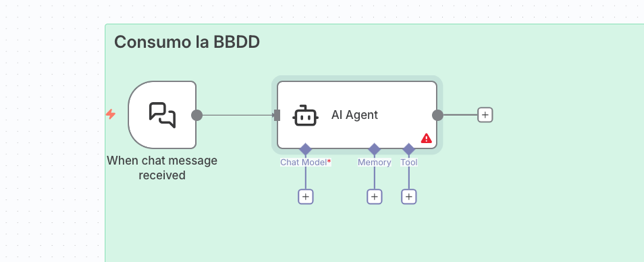 Consumo la BBDD
AI Agent
Chat Model*
Memory
Tool
When chat message
received